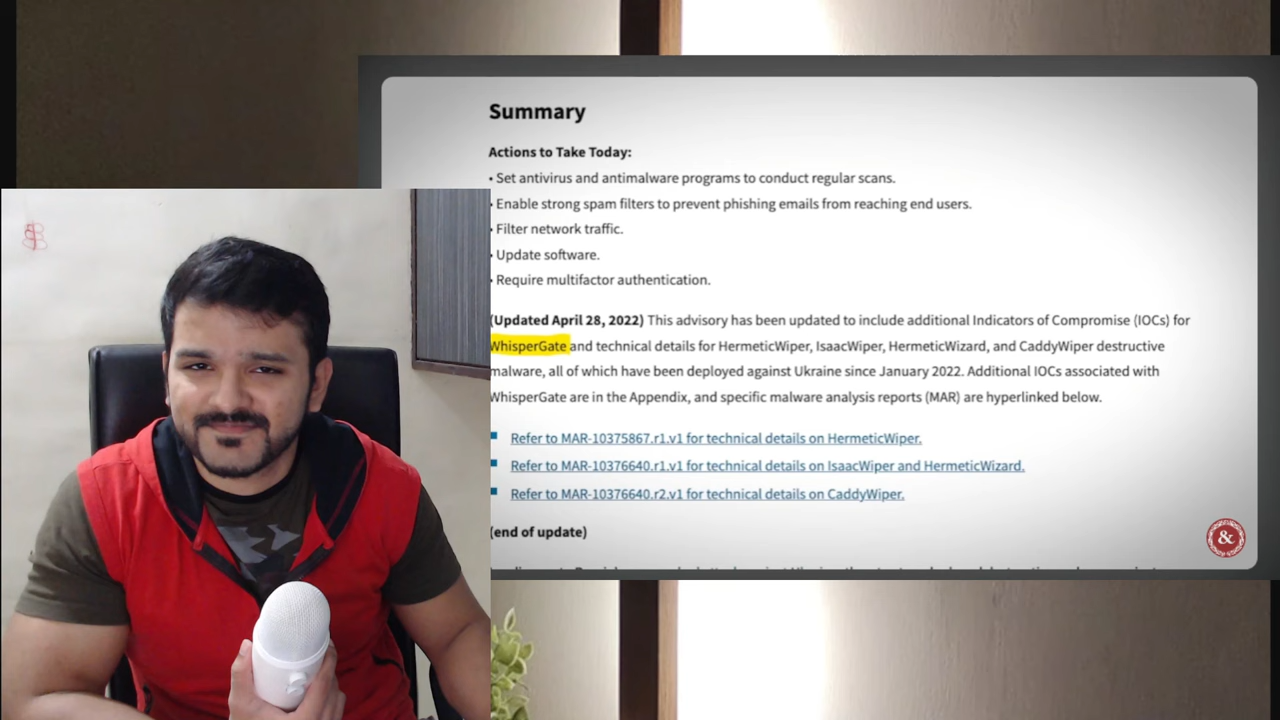 Summary
Actions to Take Today:
• Set antivirus and antimalware programs to conduct regular scans.
• Enable strong spam filters to prevent phishing emails from reaching end users.
• Filter network traffic.
• Update software.
• Require multifactor authentication.
(Updated April 28, 2022) This advisory has been updated to include additional Indicators of Compromise (IOCs) for
WhisperGate and technical details for HermeticWiper, IsaacWiper, HermeticWizard, and CaddyWiper destructive
malware, all of which have been deployed against Ukraine since January 2022. Additional IOCs associated with
WhisperGate are in the Appendix, and specific malware analysis reports (MAR) are hyperlinked below.
Refer to MAR-10375867.r1.v1 for technical details on HermeticWiper.
Refer to MAR-10376640.r1.v1 for technical details on IsaacWiper and HermeticWizard.
Refer to MAR-10376640.r2.v1 for technical details on CaddyWiper.
(end of update)
&